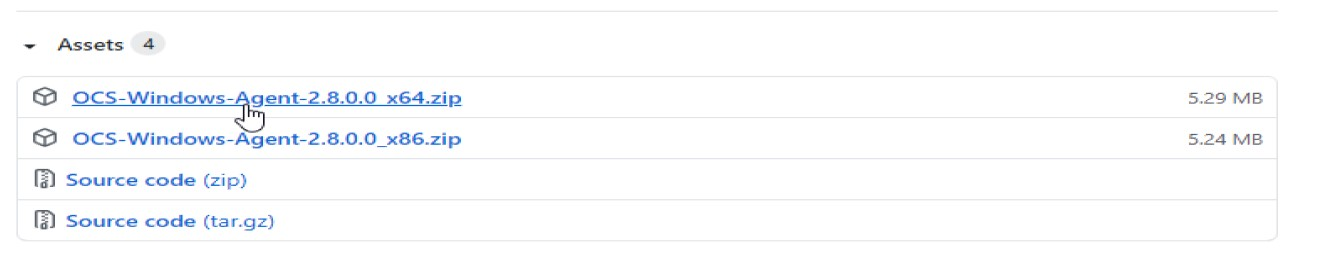 Assets 4
OCS-Windows-Agent-2.8.0.0_x64.zip 5.29 MB
OCS-Windows-Agent-2.8.0.0_x86.zip 5.24 MB
Source code (zip)
Source code (tar.gz)